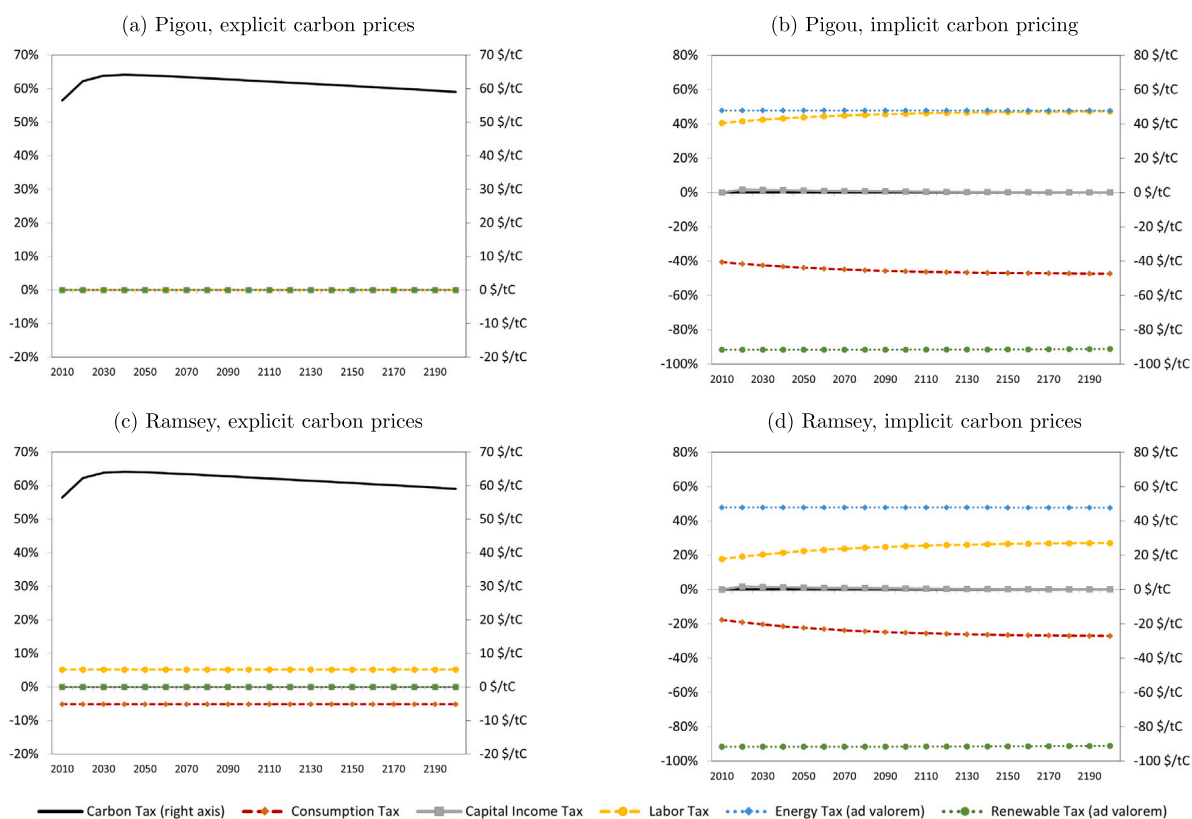 (a) Pigou, explicit carbon prices
70%
60%
50%
40%
30%
20%
10%
0%
-10%
-20%
70 $/tC
60 $/tC
50 $/tC
40 $/tC
30 $/tC
20 $/tC
10 $/tC
0 $/tC
-10 $/tC
-20 $/tC
2010 2030 2050 2070 2090 2110 2130 2150 2170 2190
(b) Pigou, implicit carbon pricing
80%
60%
40%
20%
0%
-20%
-40%
-60%
-80%
-100%
80 $/tC
60 $/tC
40 $/tC
20 $/tC
0 $/tC
-20 $/tC
-40 $/tC
-60 $/tC
-80 $/tC
-100 $/tC
2010 2030 2050 2070 2090 2110 2130 2150 2170 2190
(c) Ramsey, explicit carbon prices
70%
60%
50%
40%
30%
20%
10%
0%
-10%
-20%
70 $/tC
60 $/tC
50 $/tC
40 $/tC
30 $/tC
20 $/tC
10 $/tC
0 $/tC
-10 $/tC
-20 $/tC
2010 2030 2050 2070 2090 2110 2130 2150 2170 2190
(d) Ramsey, implicit carbon prices
80%
60%
40%
20%
0%
-20%
-40%
-60%
-80%
-100%
80 $/tC
60 $/tC
40 $/tC
20 $/tC
0 $/tC
-20 $/tC
-40 $/tC
-60 $/tC
-80 $/tC
-100 $/tC
2010 2030 2050 2070 2090 2110 2130 2150 2170 2190
Carbon Tax (right axis) Consumption Tax Capital Income Tax Labor Tax Energy Tax (ad valorem) Renewable Tax (ad valorem)